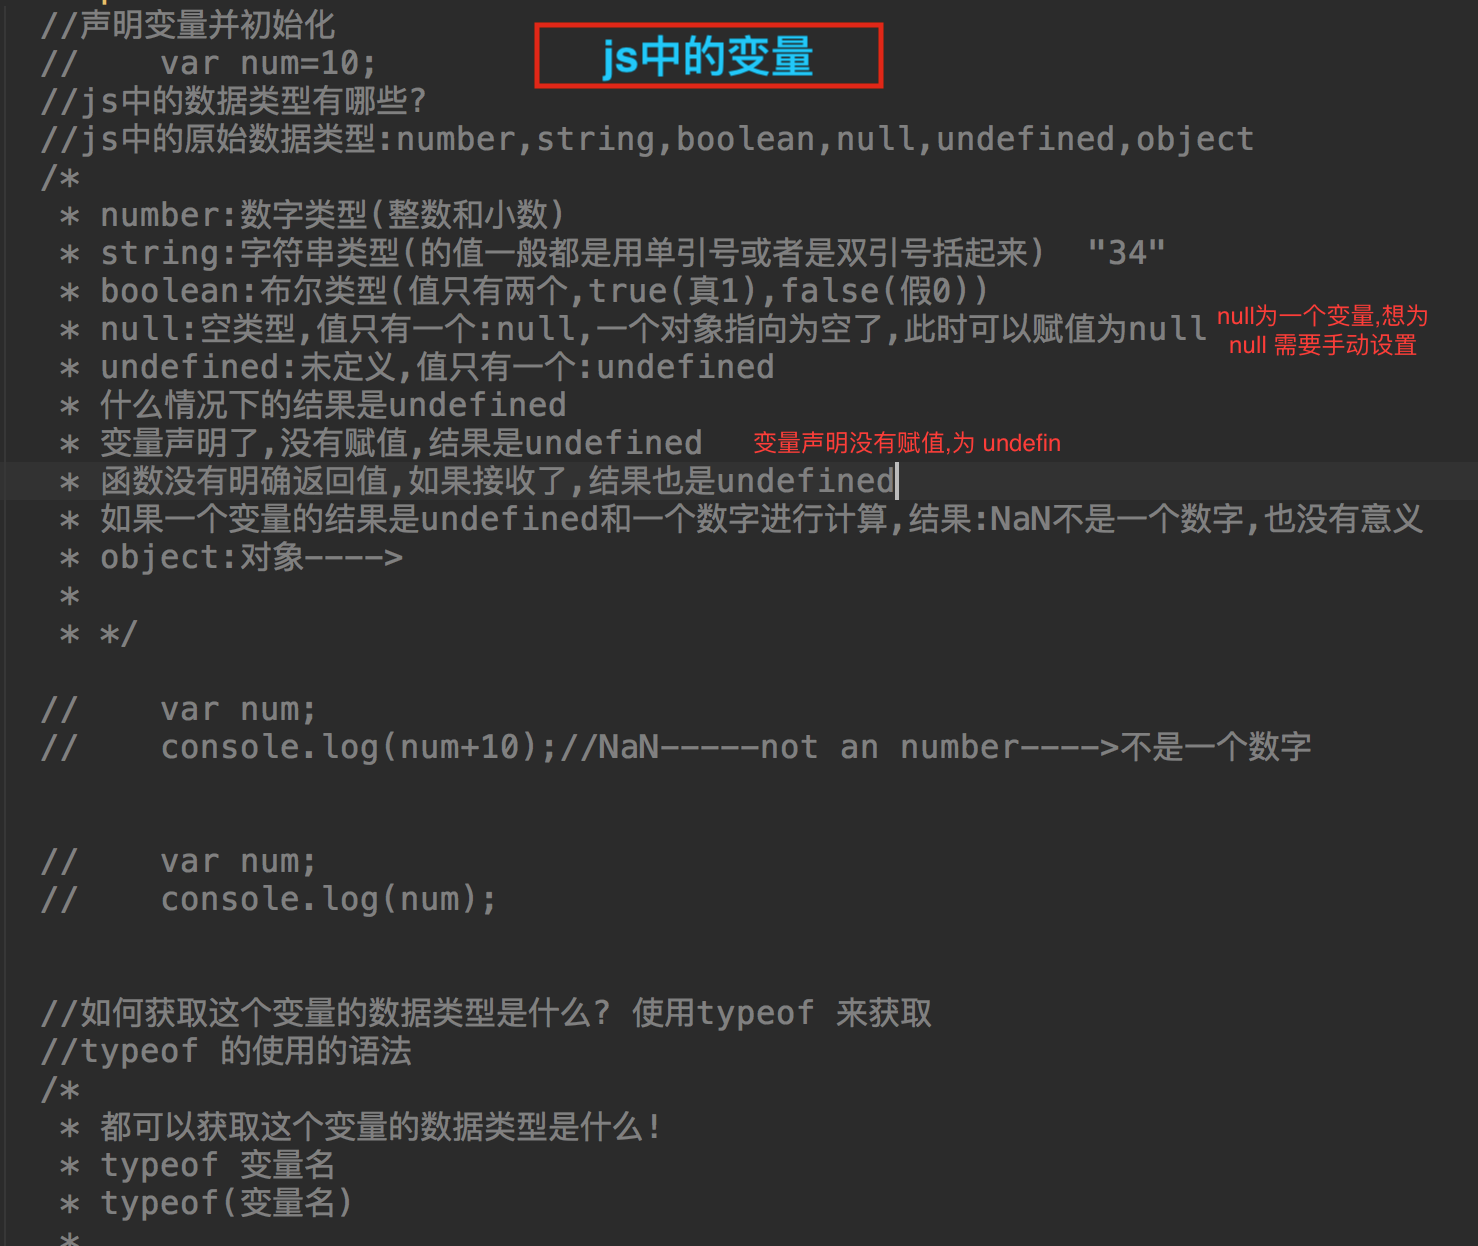 //声明变量并初始化
//    var num=10;
js中的变量
//js中的数据类型有哪些?
//js中的原始数据类型:number,string,boolean,null,undefined,object
/*
 * number:数字类型(整数和小数)
 * string:字符串类型(的值一般都是用单引号或者是双引号括起来)  "34"
 * boolean:布尔类型(值只有两个,true(真1),false(假0))
 * null:空类型,值只有一个:null,一个对象指向为空了,此时可以赋值为null
null为一个变量,想为
null 需要手动设置
 * undefined:未定义,值只有一个:undefined
 * 什么情况下的结果是undefined
 * 变量声明了,没有赋值,结果是undefined
变量声明没有赋值,为 undefin
 * 函数没有明确返回值,如果接收了,结果也是undefined
 * 如果一个变量的结果是undefined和一个数字进行计算,结果:NaN不是一个数字,也没有意义
 * object:对象---->
 *
 * */
//    var num;
//    console.log(num+10);//NaN-----not an number---->不是一个数字
//    var num;
//    console.log(num);
//如何获取这个变量的数据类型是什么? 使用typeof 来获取
//typeof 的使用的语法
/*
 * 都可以获取这个变量的数据类型是什么!
 * typeof 变量名
 * typeof(变量名)
 *